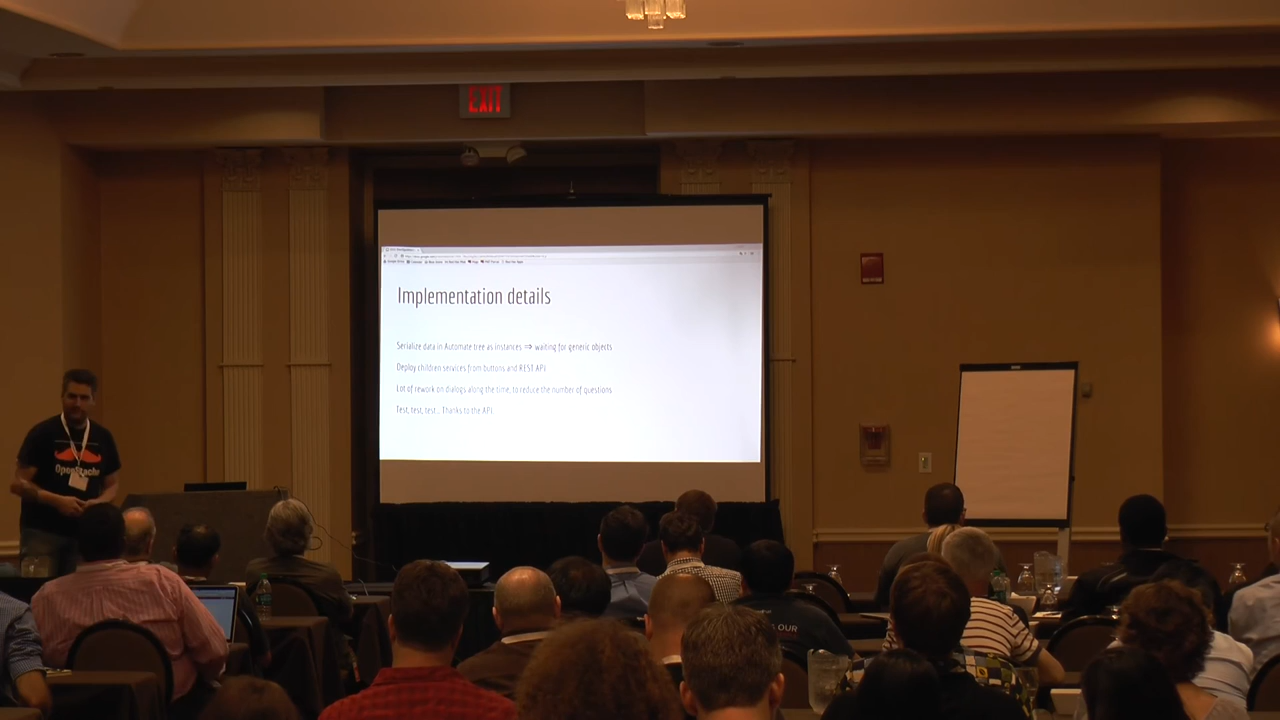 EXIT
Implementation details
Serialize data in Automate tree as instances ⇒ waiting for generic objects
Deploy children services from buttons and REST API
Lot of rework on dialogs along the time, to reduce the number of questions
Test, test, test... Thanks to the API.
S OUR